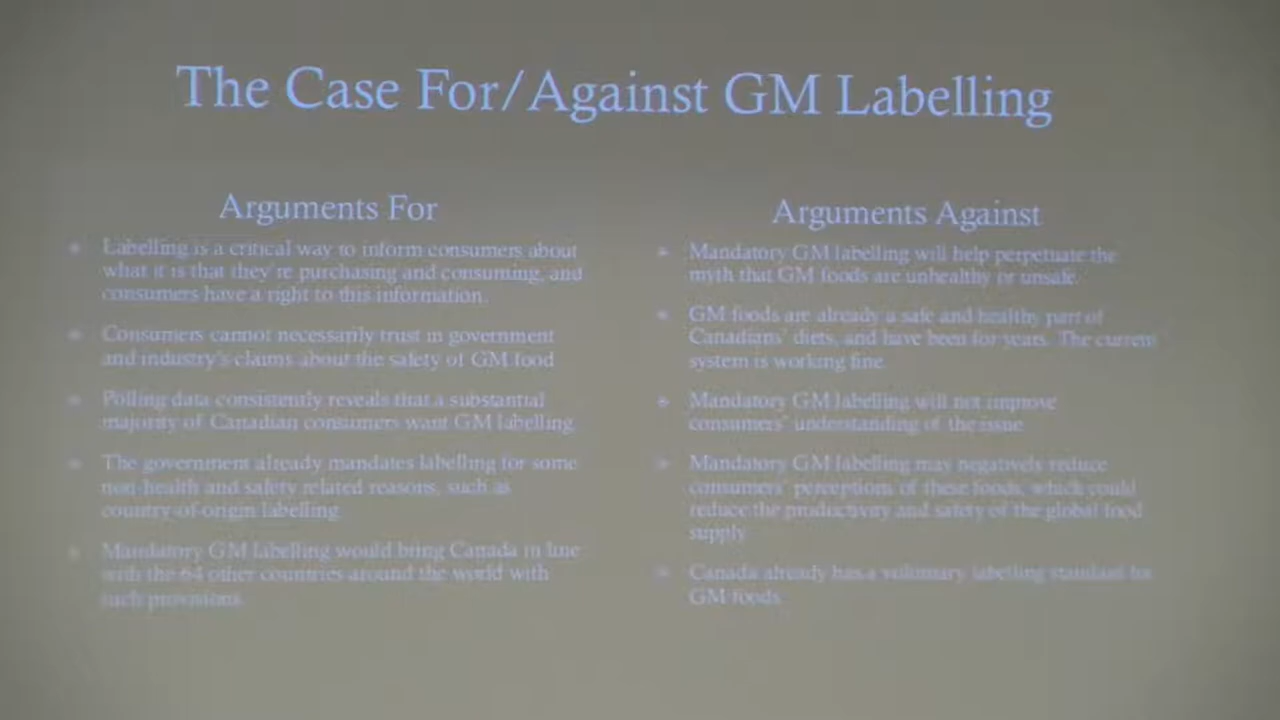 The Case For/Against GM Labelling
Arguments For
Labelling is a critical way to inform consumers about
what it is that they're purchasing and consuming, and
consumers have a right to this information.
Consumers cannot necessarily trust in government
and industry's claims about the safety of GM food
Polling data consistently reveals that a substantial
majority of Canadian consumers want GM labelling
The government already mandates labelling for some
non-health and safety related reasons, such as
country-of-origin labelling
Mandatory GM labelling would bring Canada in line
with the 64 other countries around the world with
such provisions.
Arguments Against
Mandatory GM labelling will help perpetuate the
myth that GM foods are unhealthy or unsafe.
GM foods are already a safe and healthy part of
Canadians' diets, and have been for years. The current
system is working fine.
Mandatory GM labelling will not improve
consumers' understanding of the issue
Mandatory GM labelling may negatively reduce
consumers' perceptions of these foods, which could
reduce the productivity and safety of the global food
supply
Canada already has a voluntary labelling standard for
GM foods.